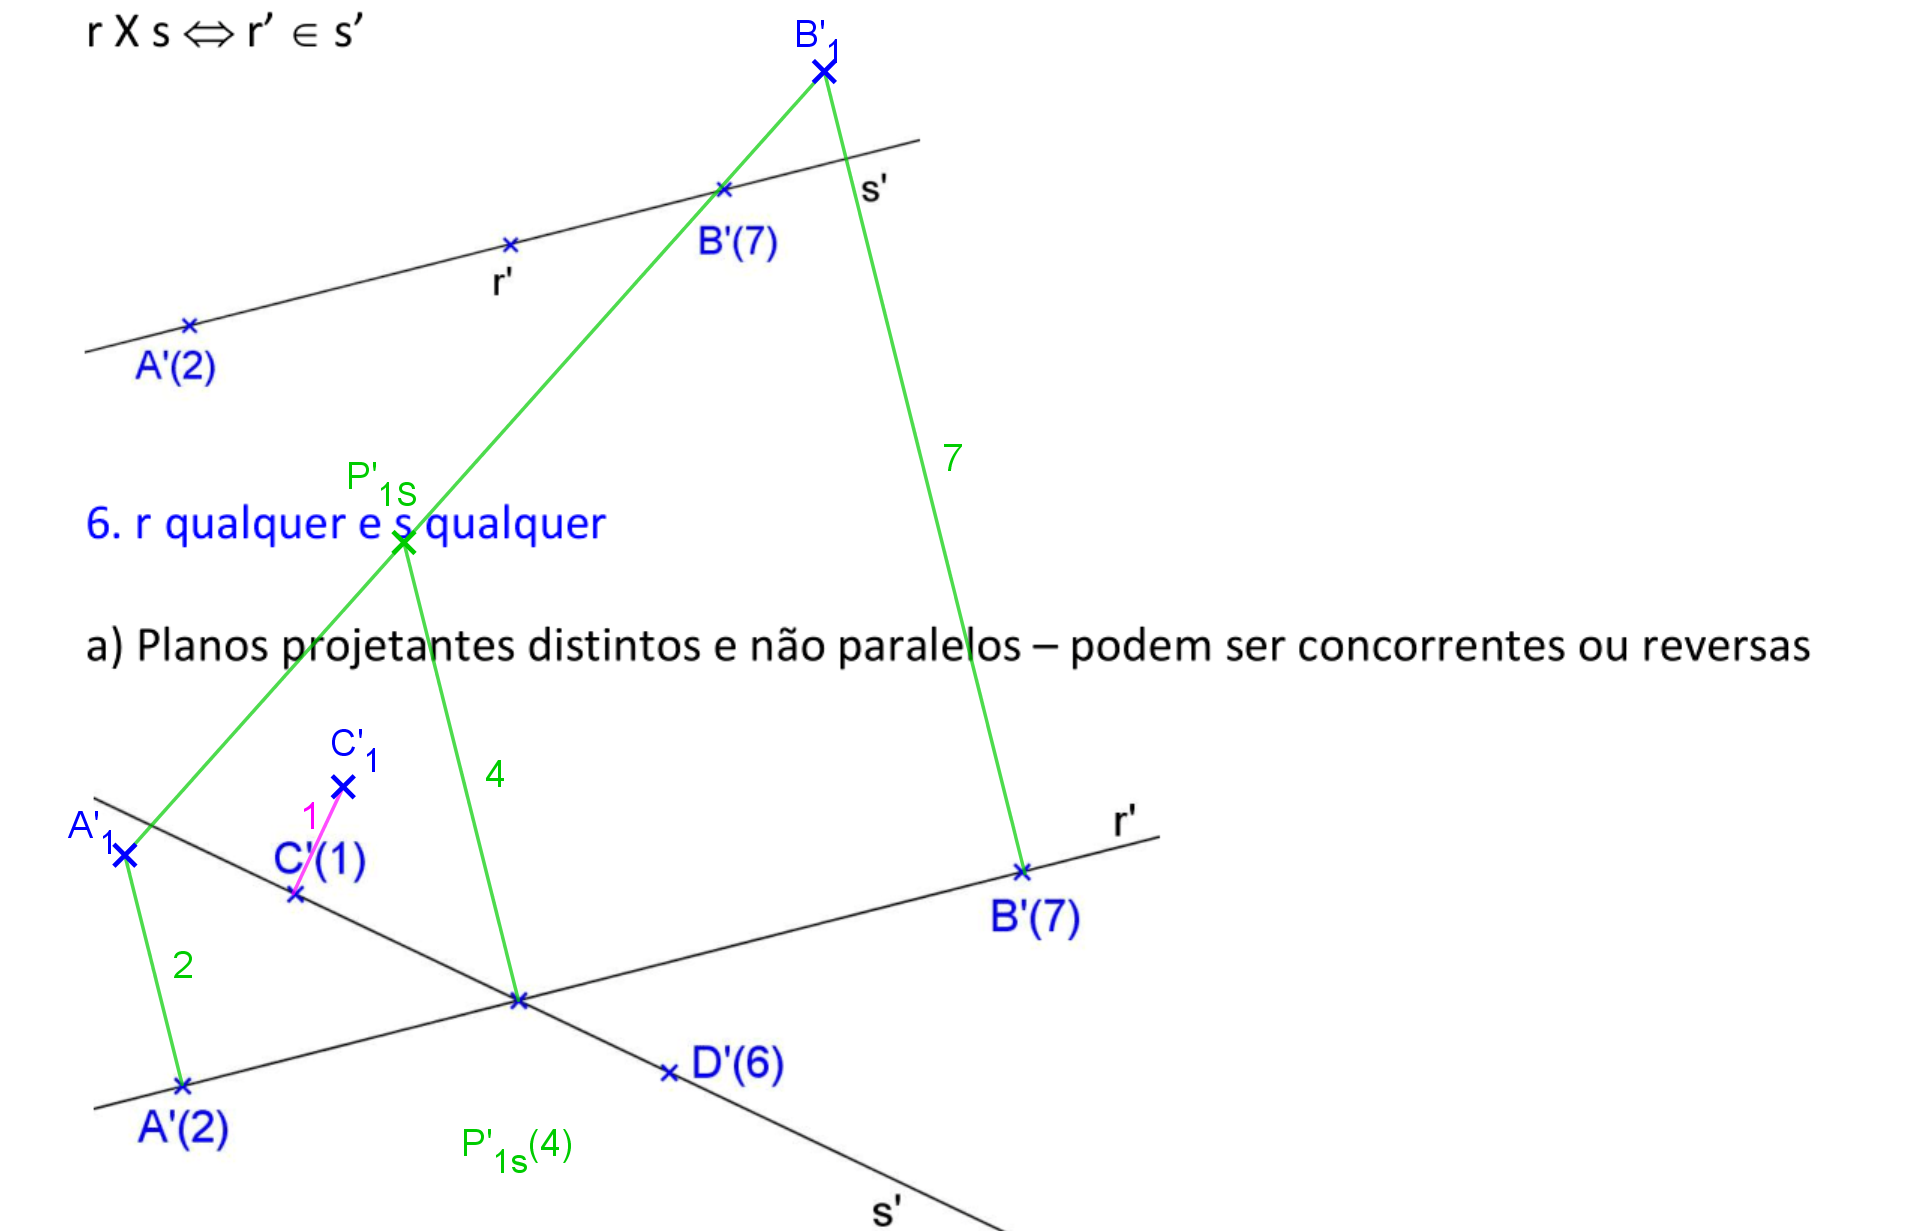 r X s ⇔ r’ ∈ s’
B'1
s'
B'(7)
r'
A'(2)
7
P'1S
6. r qualquer e s qualquer
a) Planos projetantes distintos e não paralelos – podem ser concorrentes ou reversas
C'1
4
A'1
1
r'
C'(1)
B'(7)
2
D'(6)
A'(2)
P'1s(4)
s'